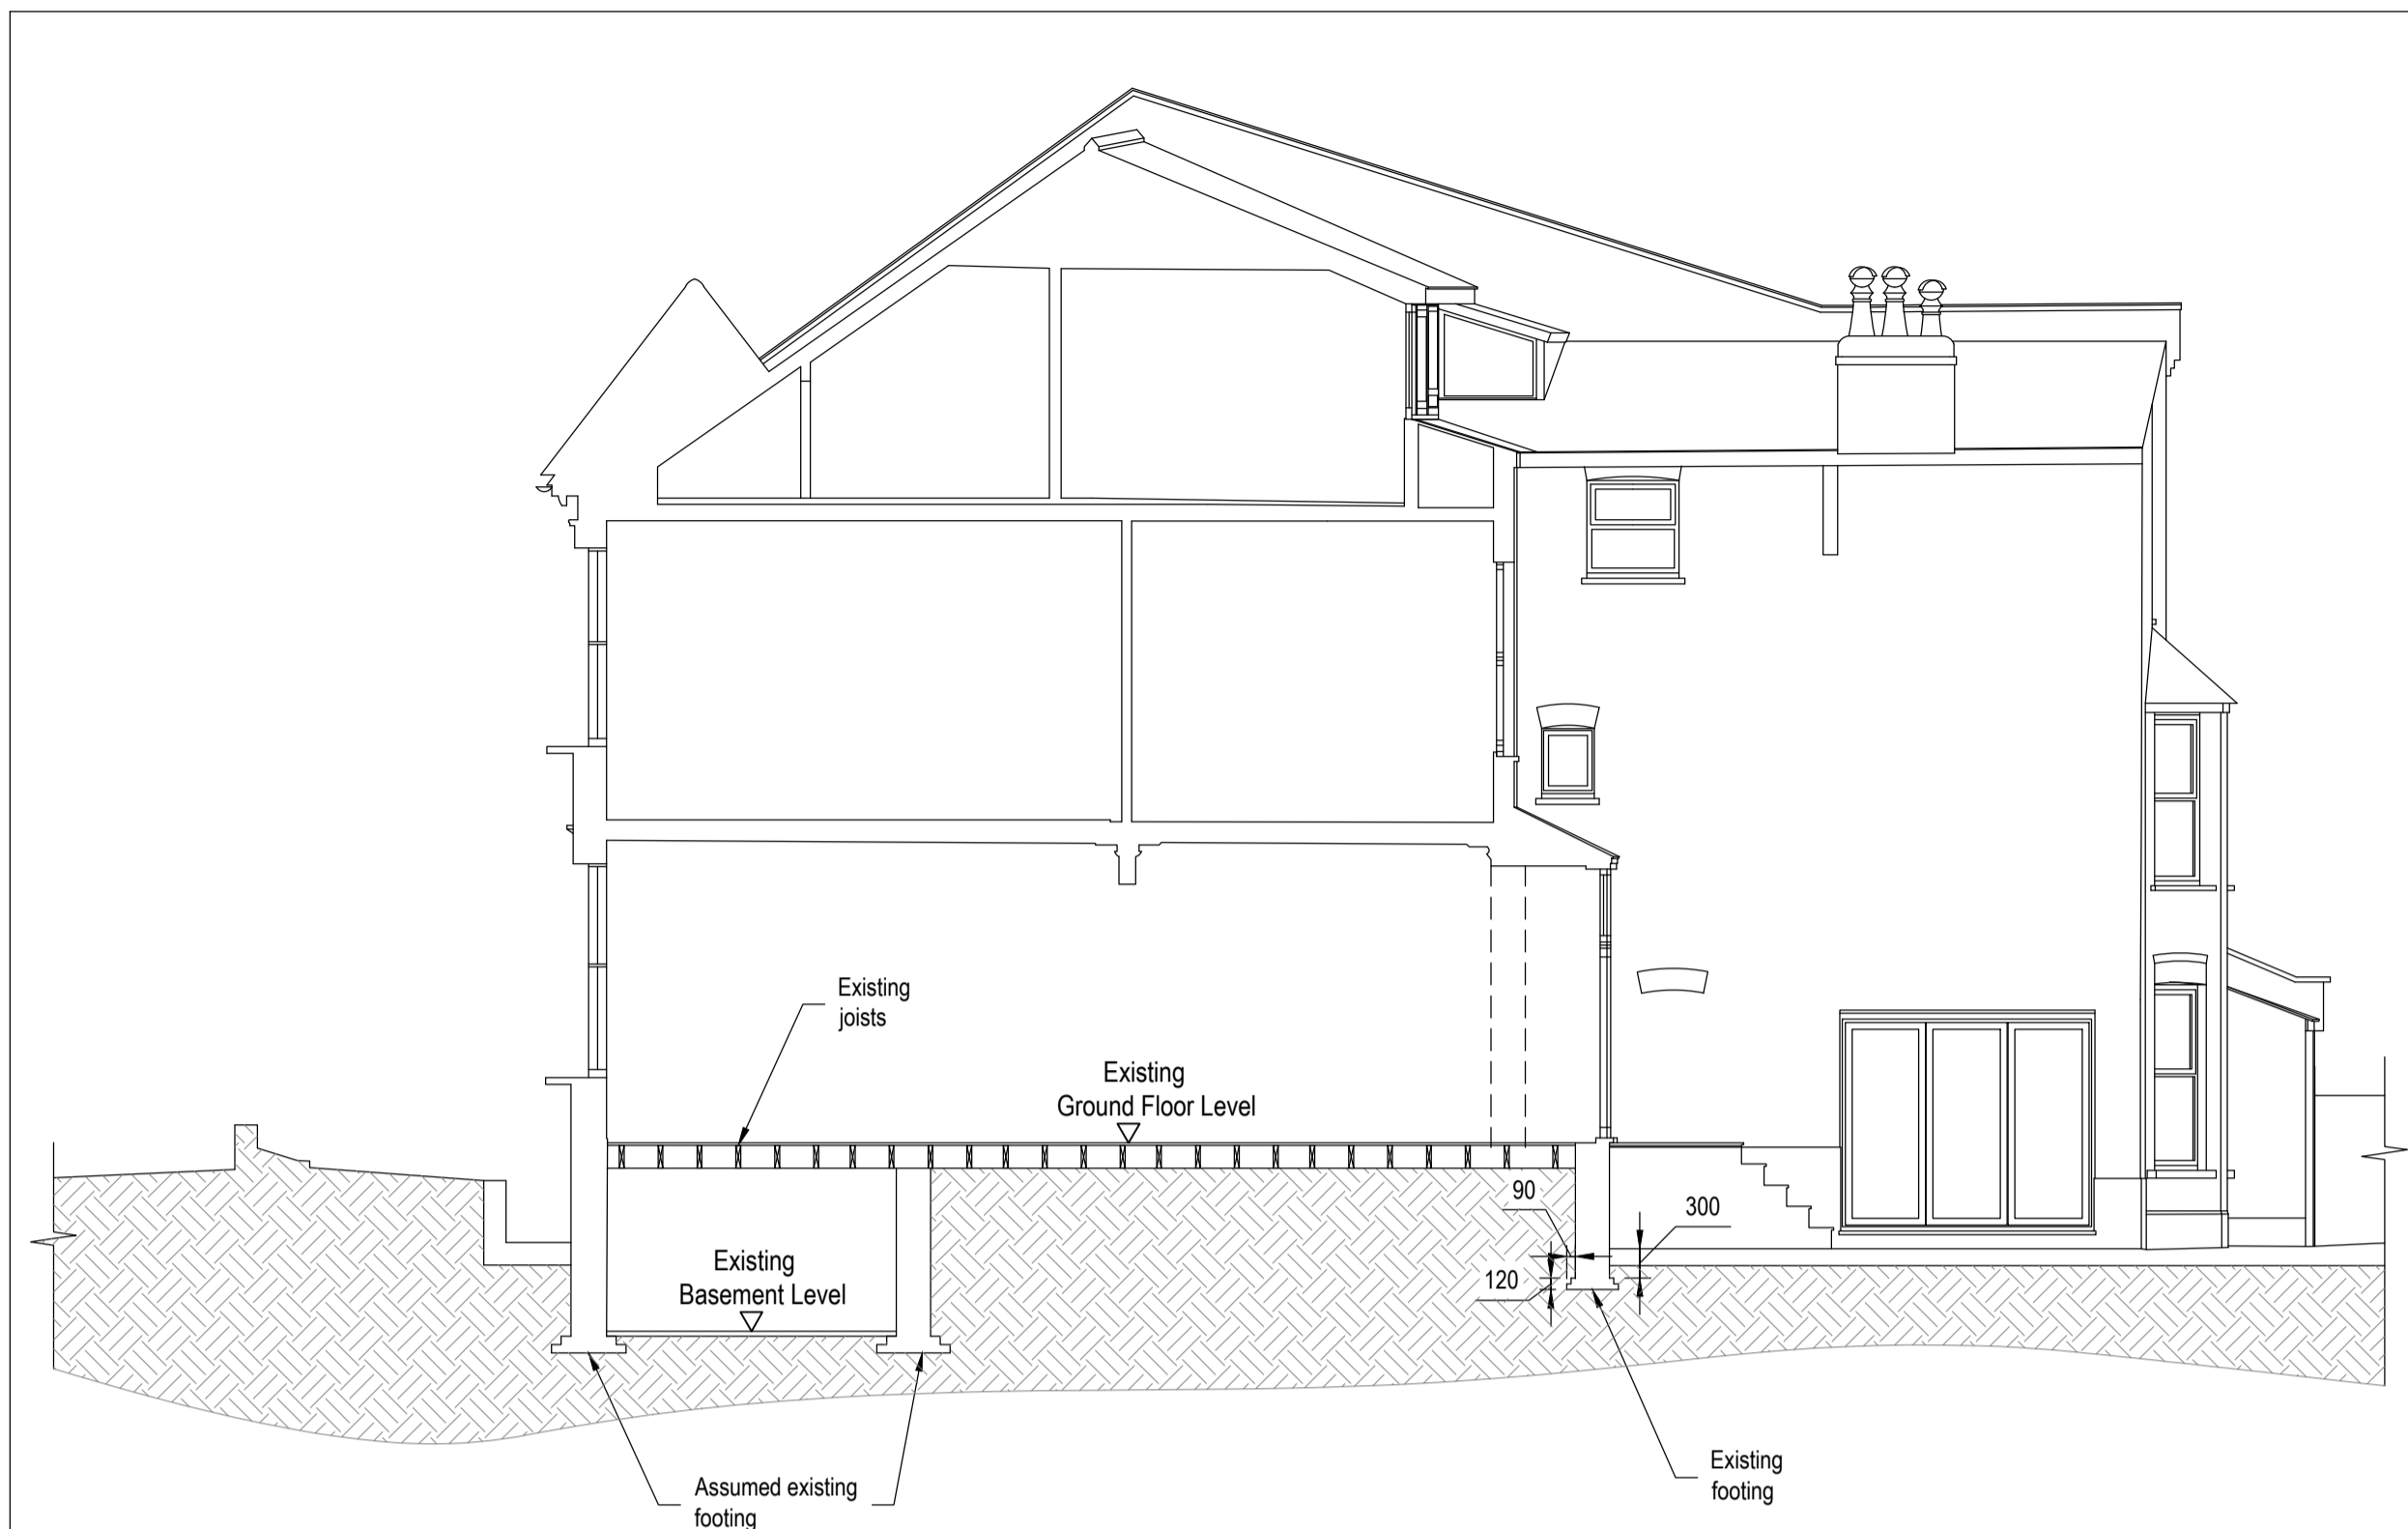 Existing
joists
Existing
Ground Floor Level
90
300
Existing
Basement Level
120
Existing
footing
Assumed existing
footing